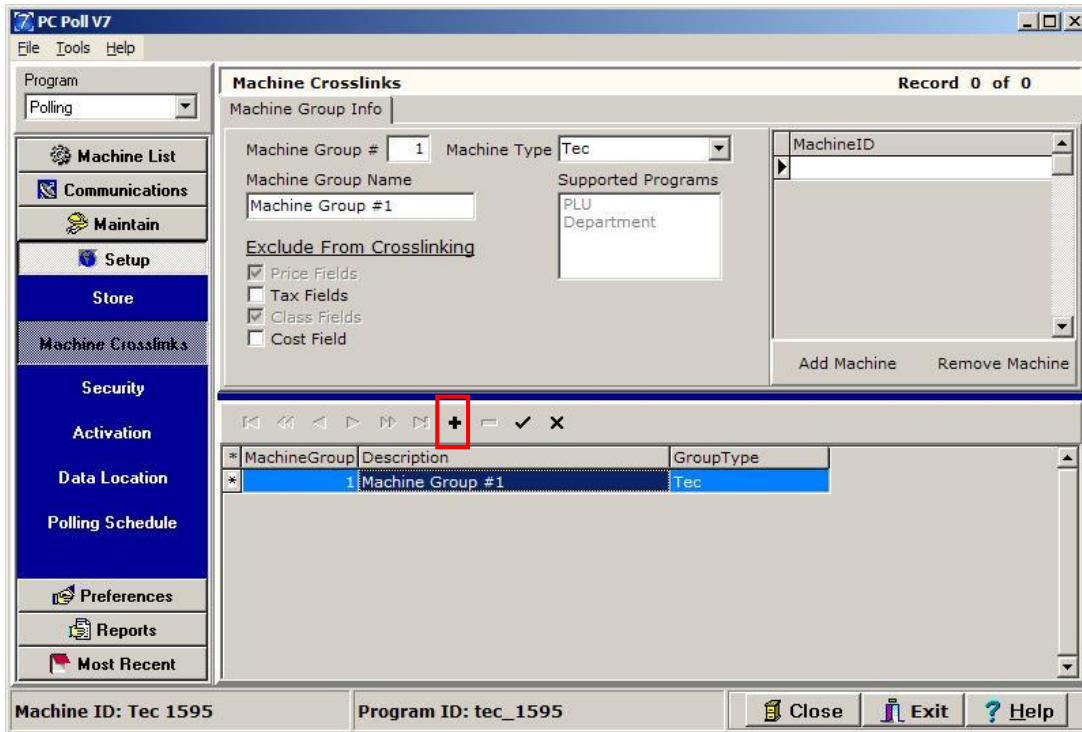 PC Poll V7
File Tools Help
Program
Polling
Machine List
Communications
Maintain
Setup
Store
Machine Crosslinks
Security
Activation
Data Location
Polling Schedule
Preferences
Reports
Most Recent
Machine Crosslinks Record 0 of 0
Machine Group Info
Machine Group # 1 Machine Type Tec
Machine Group Name Supported Programs
Machine Group #1 PLU
Department
Exclude From Crosslinking
Price Fields
Tax Fields
Class Fields
Cost Field
MachineID
Add Machine Remove Machine
* MachineGroup Description GroupType
* 1 Machine Group #1 Tec
Machine ID: Tec 1595 Program ID: tec_1595 Close Exit ? Help